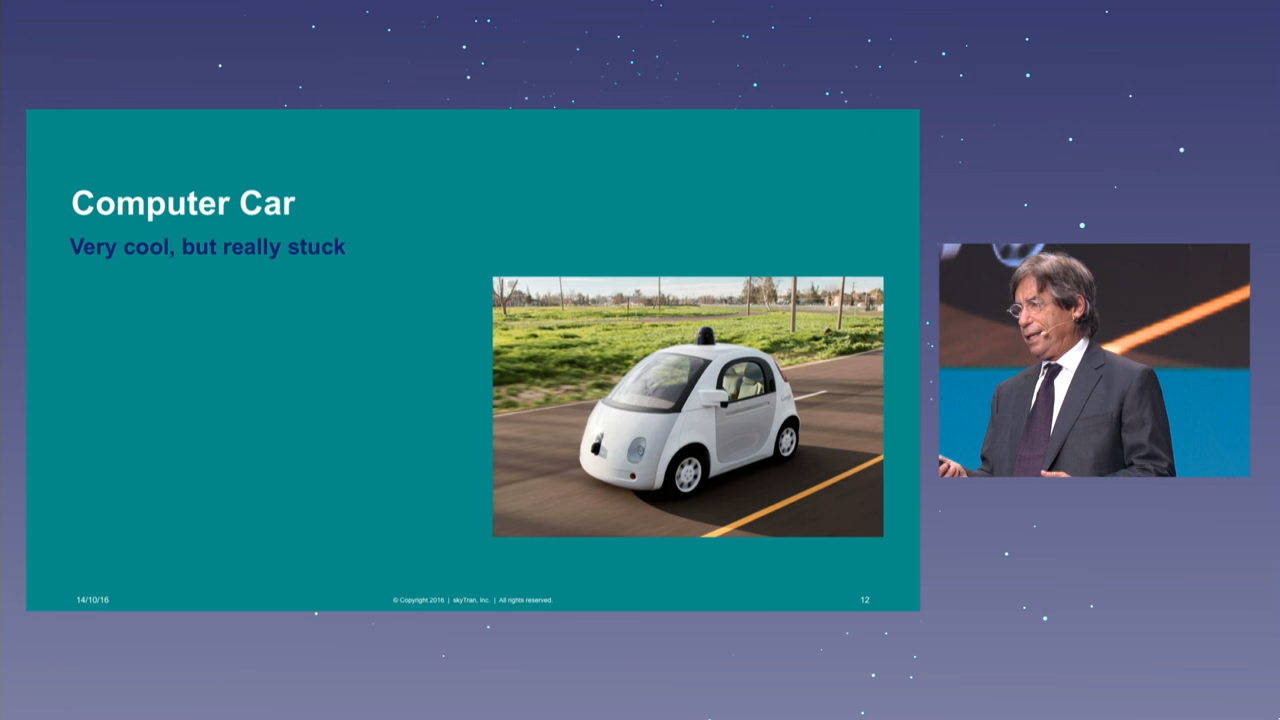 Computer Car
Very cool, but really stuck
14/10/16
© Copyright 2016 | skyTran, Inc. | All rights reserved.
12